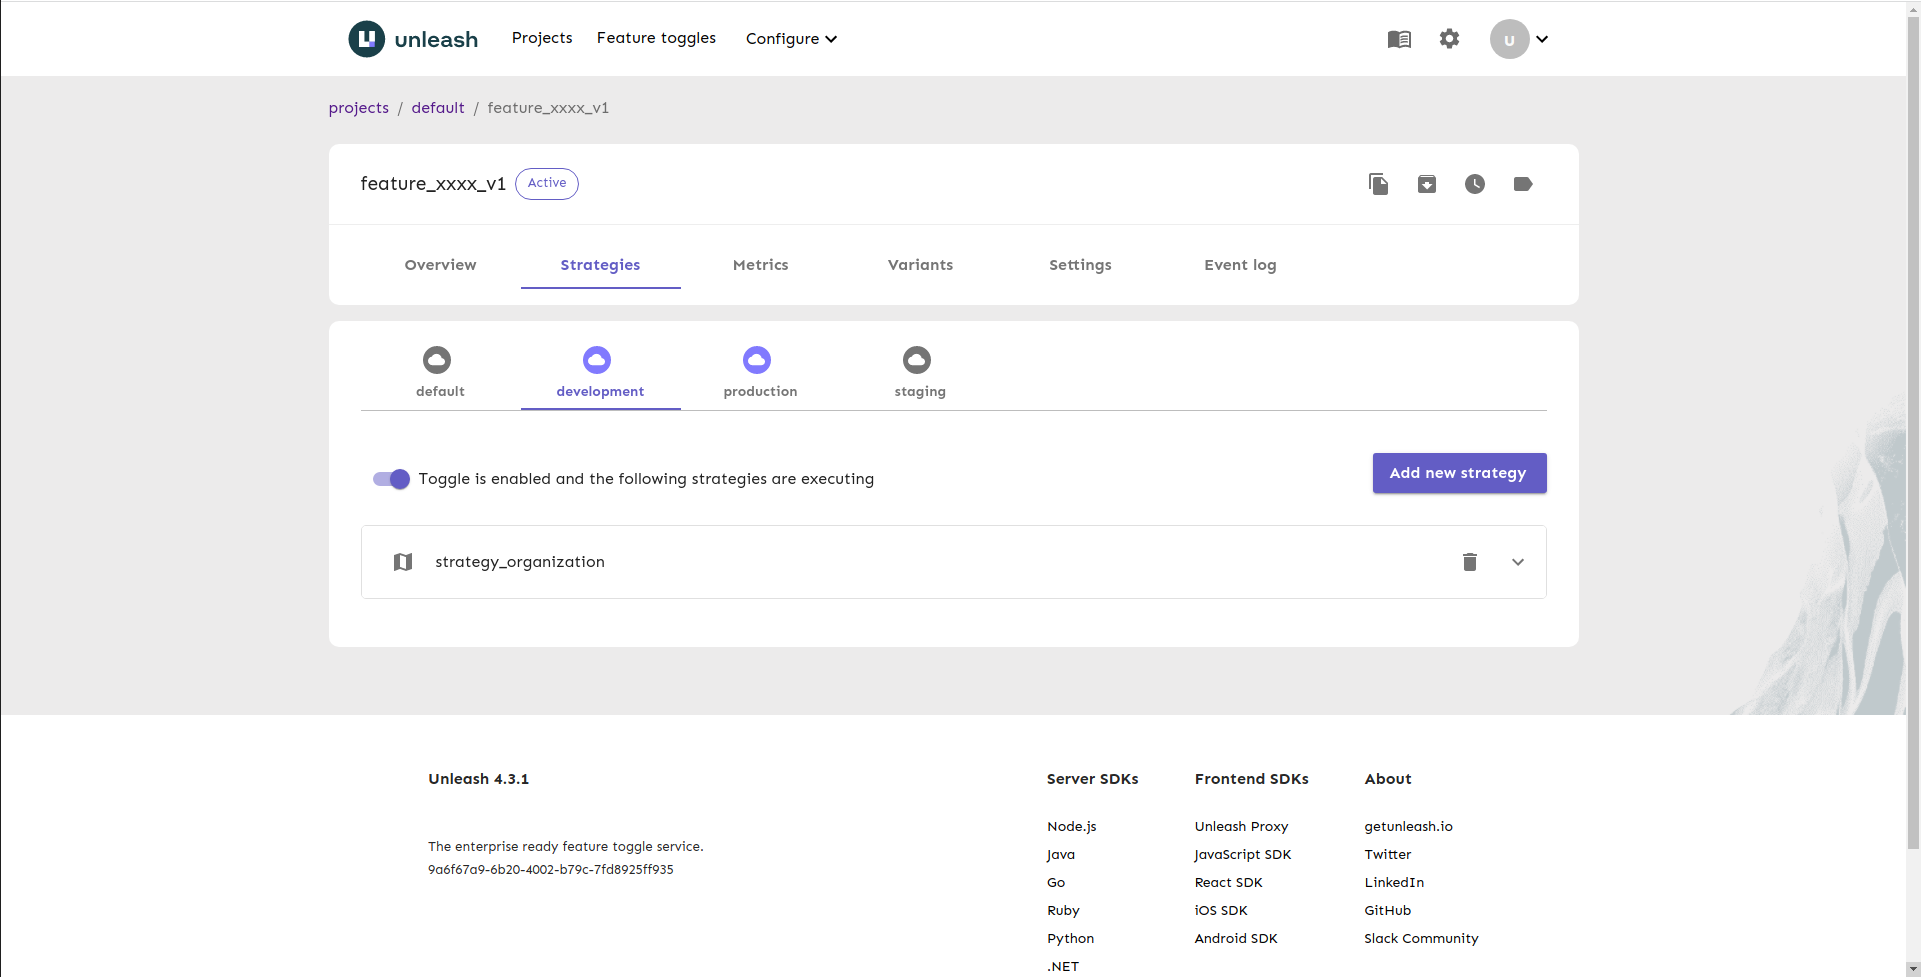 unleash Projects Feature toggles Configure U
projects / default / feature_xxxx_v1
feature_xxxx_v1 Active
Overview Strategies Metrics Variants Settings Event log
default development production staging
Toggle is enabled and the following strategies are executing Add new strategy
strategy_organization
Unleash 4.3.1 Server SDKs Frontend SDKs About
Node.js Unleash Proxy getunleash.io
The enterprise ready feature toggle service.
Java JavaScript SDK Twitter
9a6f67a9-6b20-4002-b79c-7fd8925ff935
Go React SDK LinkedIn
Ruby iOS SDK GitHub
Python Android SDK Slack Community
.NET